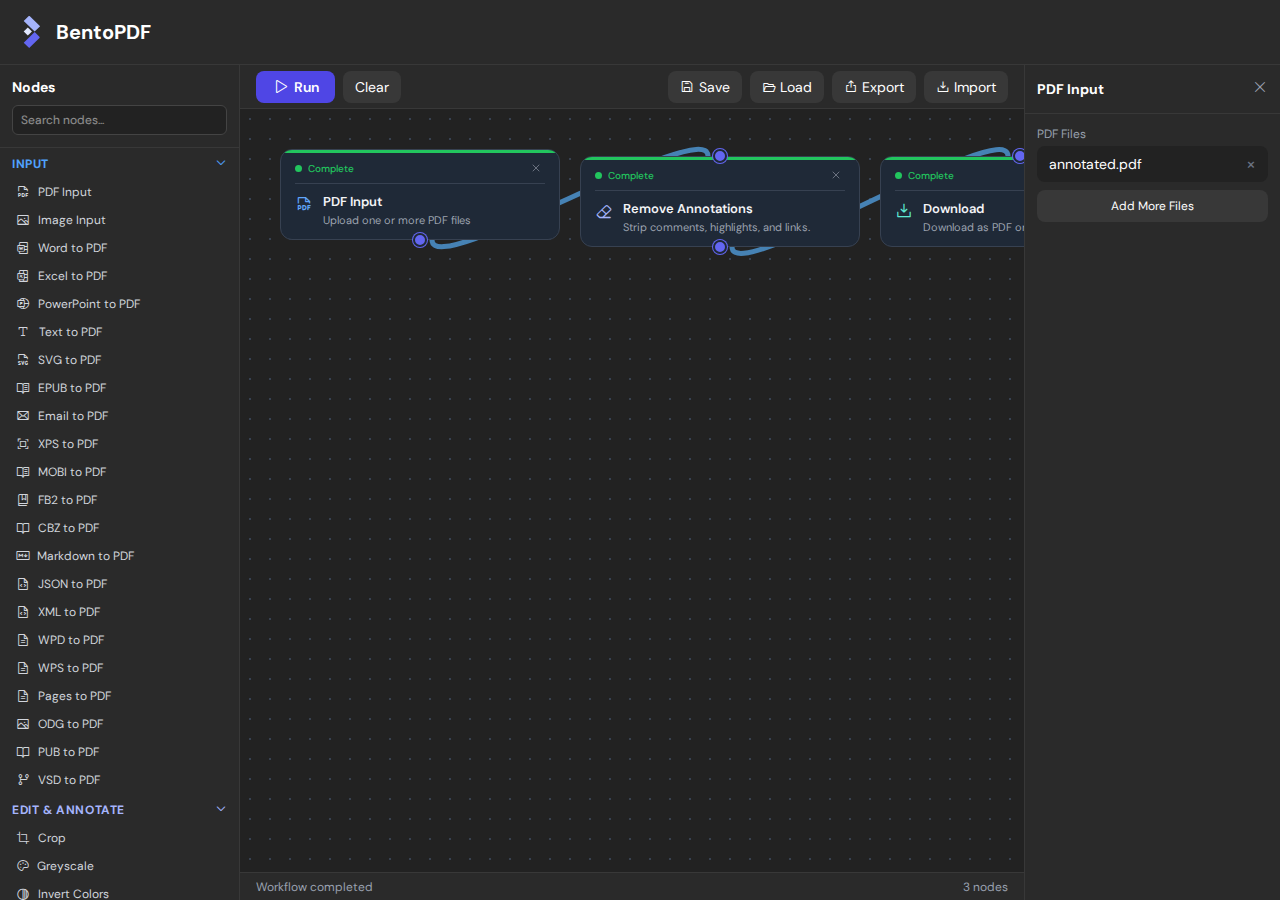 BentoPDF
Nodes
Search nodes...
INPUT
PDF Input
Image Input
Word to PDF
Excel to PDF
PowerPoint to PDF
Text to PDF
SVG to PDF
EPUB to PDF
Email to PDF
XPS to PDF
MOBI to PDF
FB2 to PDF
CBZ to PDF
Markdown to PDF
JSON to PDF
XML to PDF
WPD to PDF
WPS to PDF
Pages to PDF
ODG to PDF
PUB to PDF
VSD to PDF
EDIT & ANNOTATE
Crop
Greyscale
Invert Colors
Run
Clear
Save
Load
Export
Import
Complete
PDF Input
Upload one or more PDF files
Complete
Remove Annotations
Strip comments, highlights, and links.
Complete
Download
Download as PDF or
Workflow completed
3 nodes
PDF Input
PDF Files
annotated.pdf
Add More Files